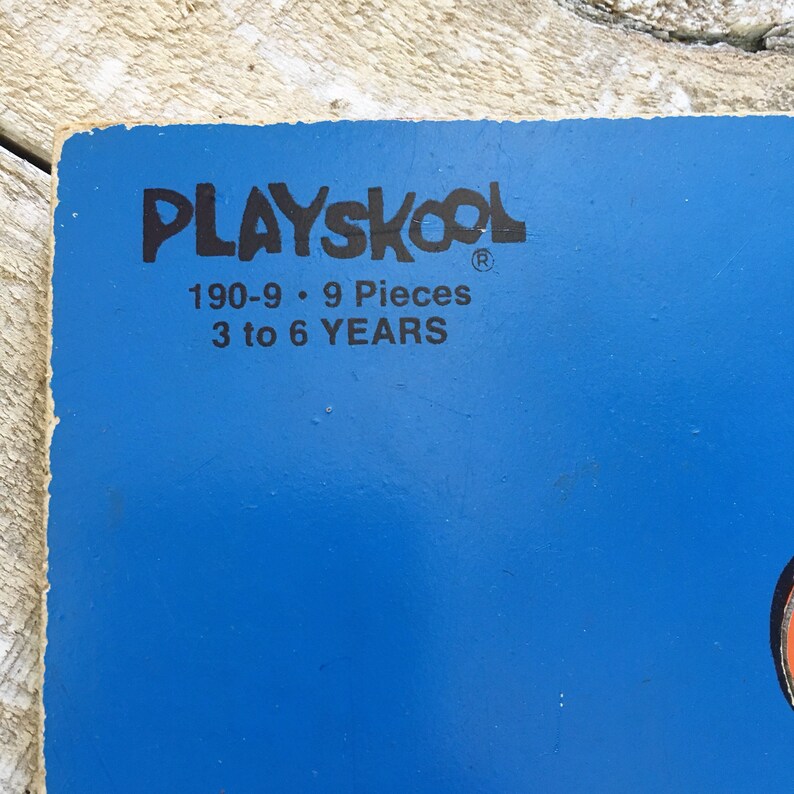 PLAYSKOOL®
190-9 • 9 Pieces
3 to 6 YEARS